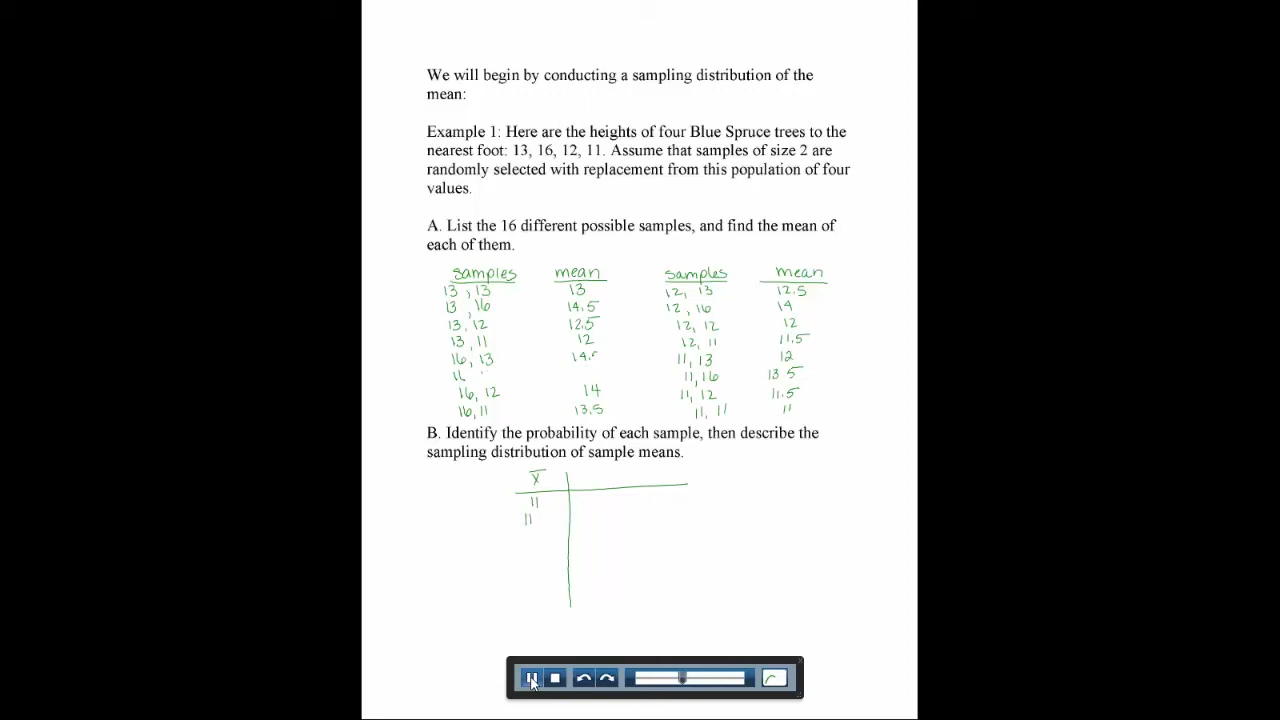 We will begin by conducting a sampling distribution of the
mean:
Example 1: Here are the heights of four Blue Spruce trees to the
nearest foot: 13, 16, 12, 11. Assume that samples of size 2 are
randomly selected with replacement from this population of four
values.
A. List the 16 different possible samples, and find the mean of
each of them.
samples mean samples mean
13, 13 13 12, 13 12.5
13, 16 14.5 12, 16 14
13, 12 12.5 12, 12 12
13, 11 12 12, 11 11.5
16, 13 14.5 11, 13 12
11, 16 13.5
16, 12 14 11, 12 11.5
16, 11 13.5 11, 11 11
B. Identify the probability of each sample, then describe the
sampling distribution of sample means.
x̅
11
11